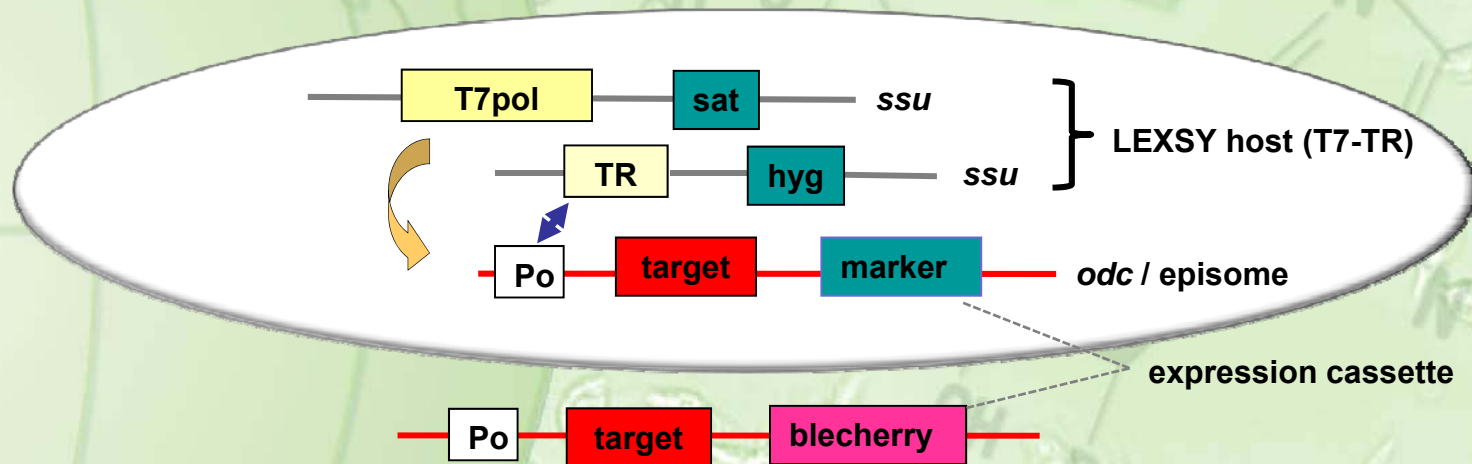 T7pol sat ssu
LEXSY host (T7-TR)
TR hyg ssu
Po target marker odc / episome
expression cassette
Po target blecherry